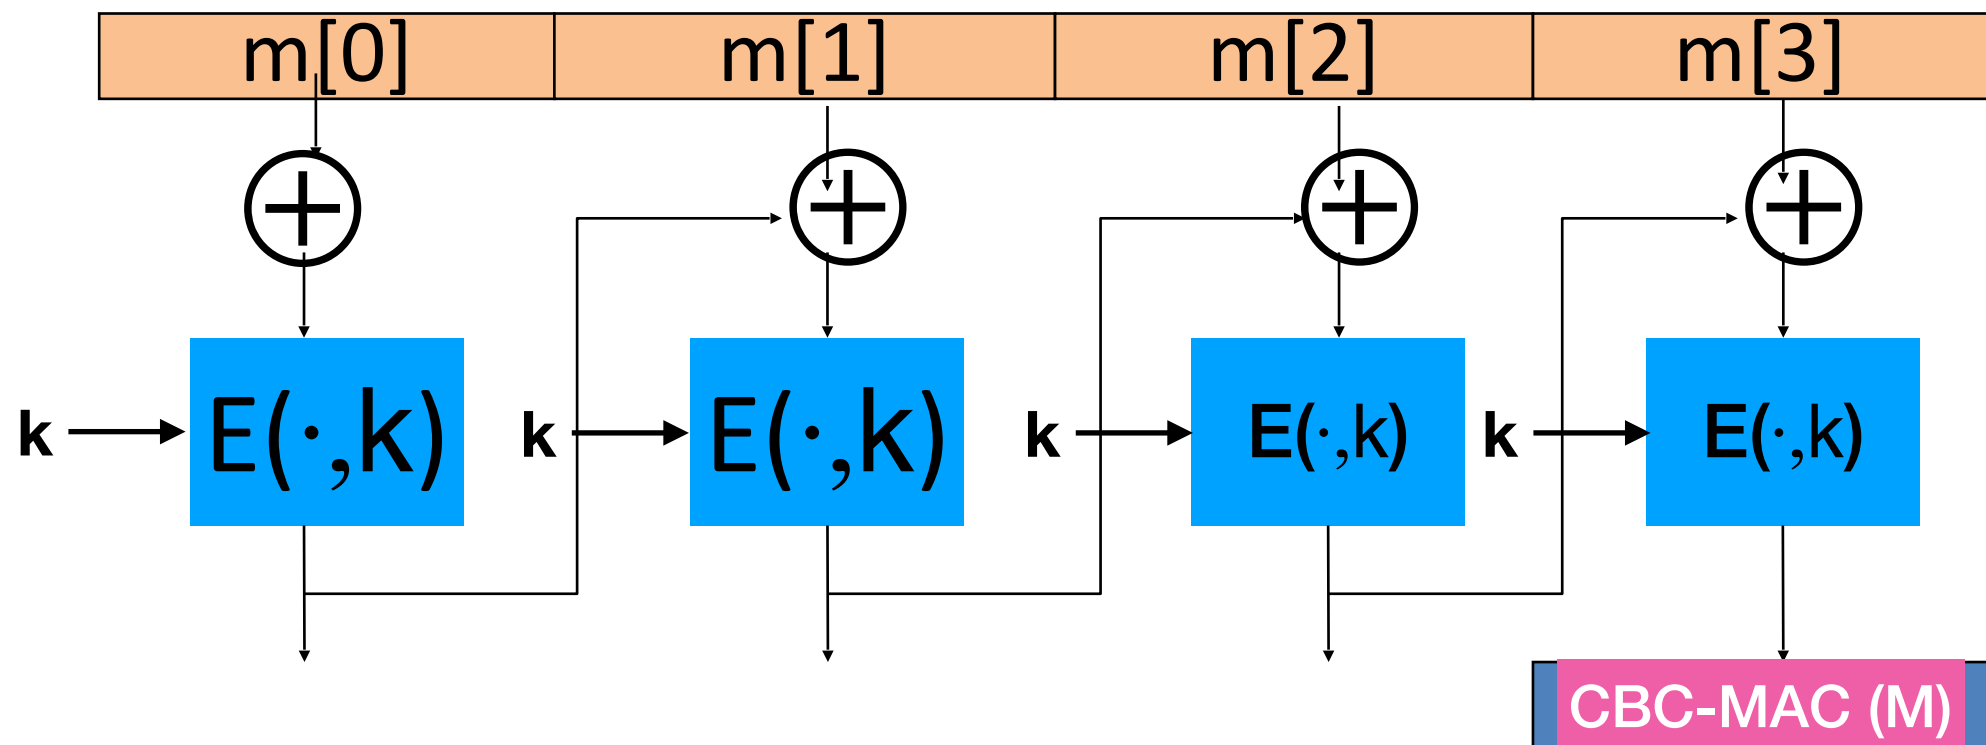 m[0] m[1] m[2] m[3]
k E(·,k) k E(·,k) k E(·,k) k E(·,k)
CBC-MAC (M)